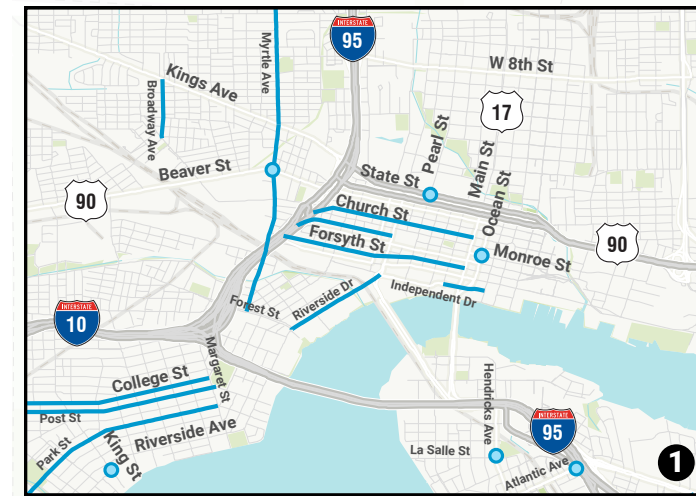 INTERSTATE
95
Kings Ave
Myrtle Ave
W 8th St
Broadway Ave
17
Pearl St
Main St
Beaver St
State St
Ocean St
90
Church St
Forsyth St
Monroe St
90
Riverside Dr
Independent Dr
Forest St
INTERSTATE
10
Margaret St
College St
Post St
Hendricks Ave
Riverside Ave
INTERSTATE
95
Park St
King St
La Salle St
Atlantic Ave
1